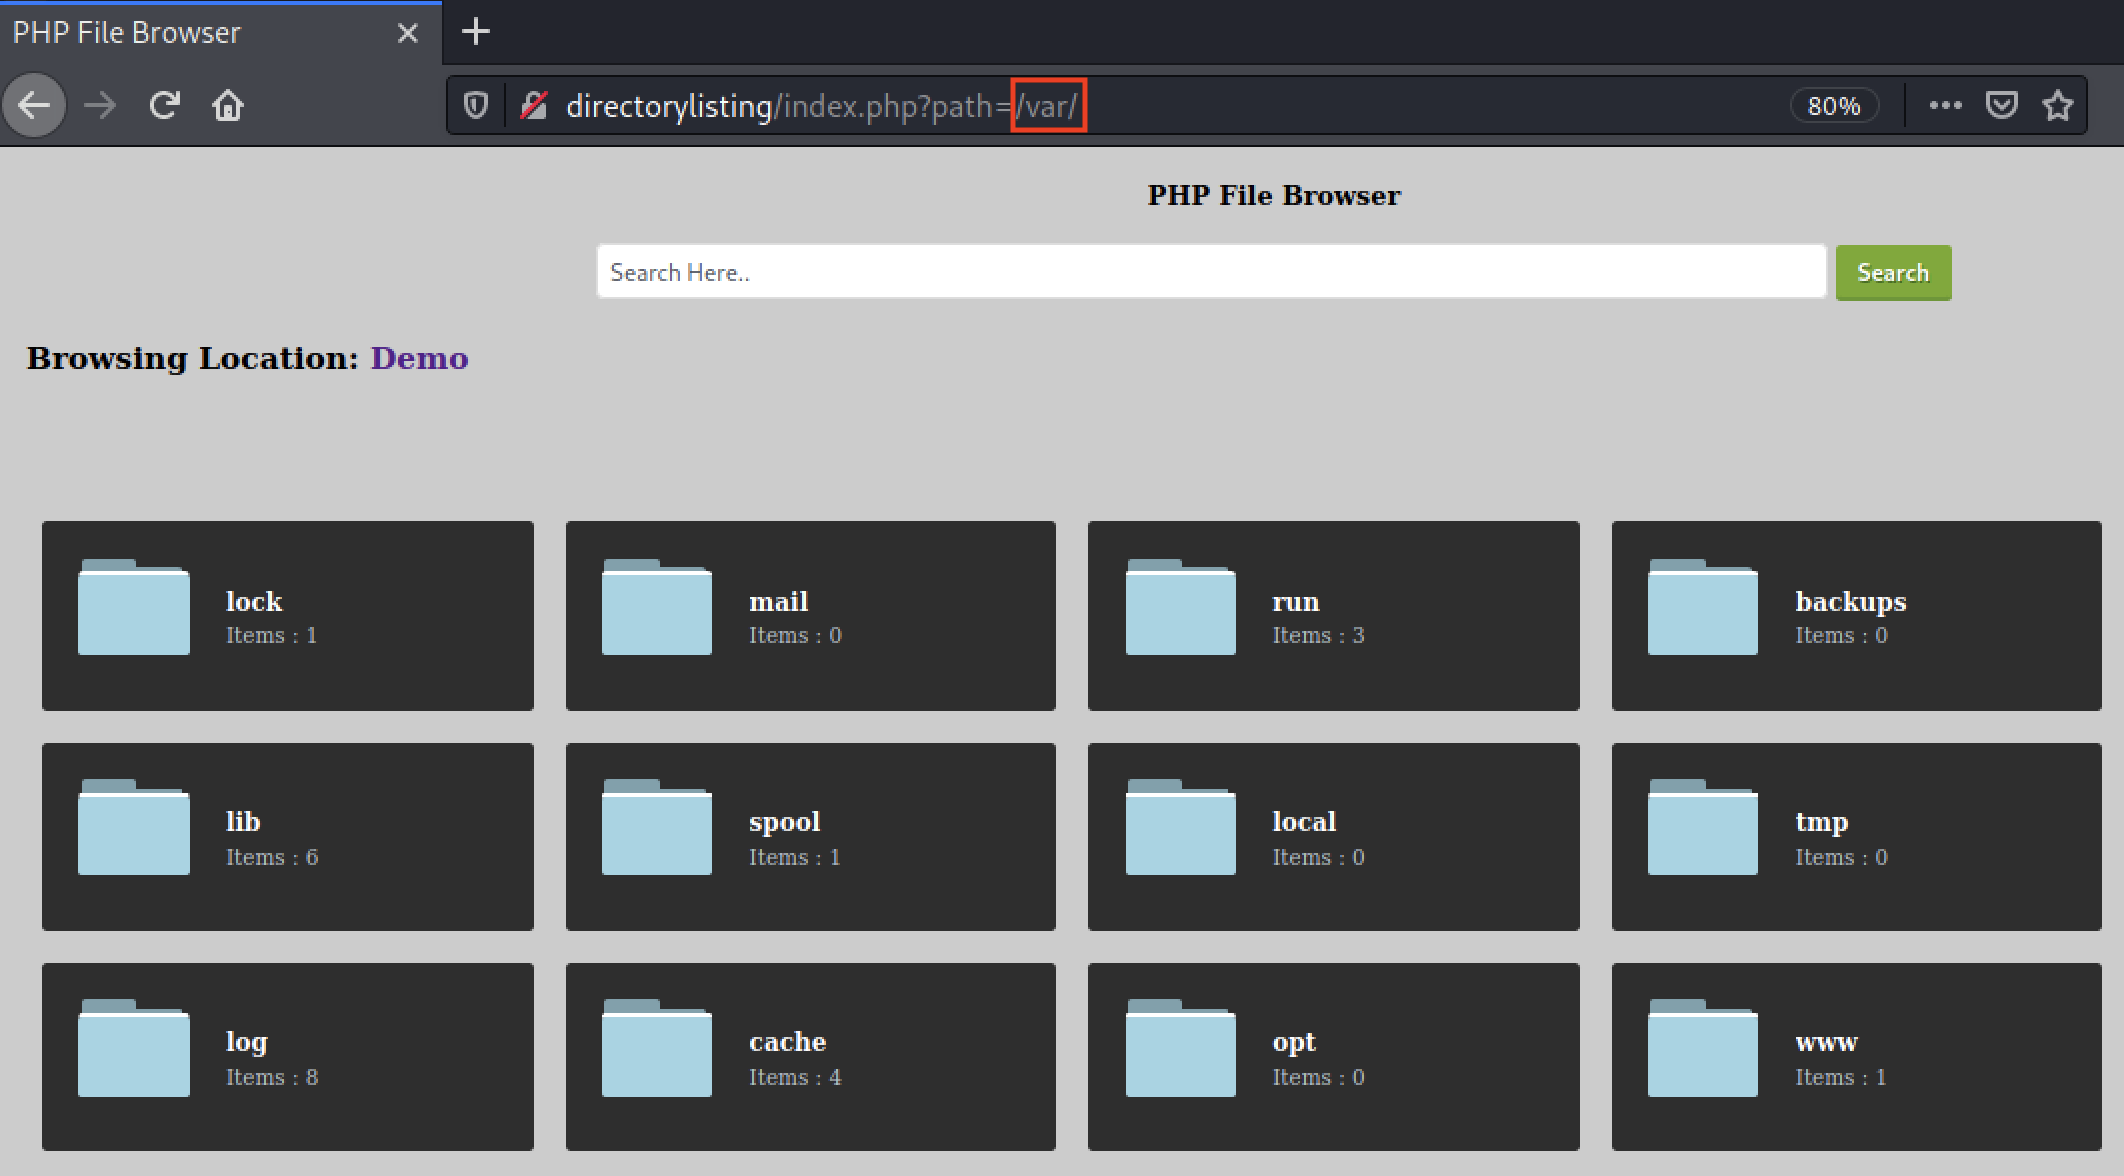 PHP File Browser
directorylisting/index.php?path=/var/
80%
PHP File Browser
Search Here..
Search
Browsing Location: Demo
lock
Items : 1
mail
Items : 0
run
Items : 3
backups
Items : 0
lib
Items : 6
spool
Items : 1
local
Items : 0
tmp
Items : 0
log
Items : 8
cache
Items : 4
opt
Items : 0
www
Items : 1